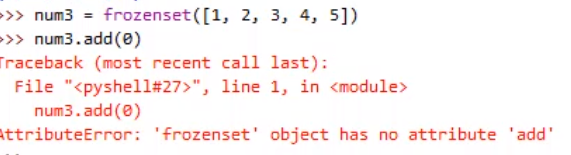 >>> num3 = frozenset([1, 2, 3, 4, 5])
>>> num3.add(0)
Traceback (most recent call last):
  File "<pyshell#27>", line 1, in <module>
    num3.add(0)
AttributeError: 'frozenset' object has no attribute 'add'